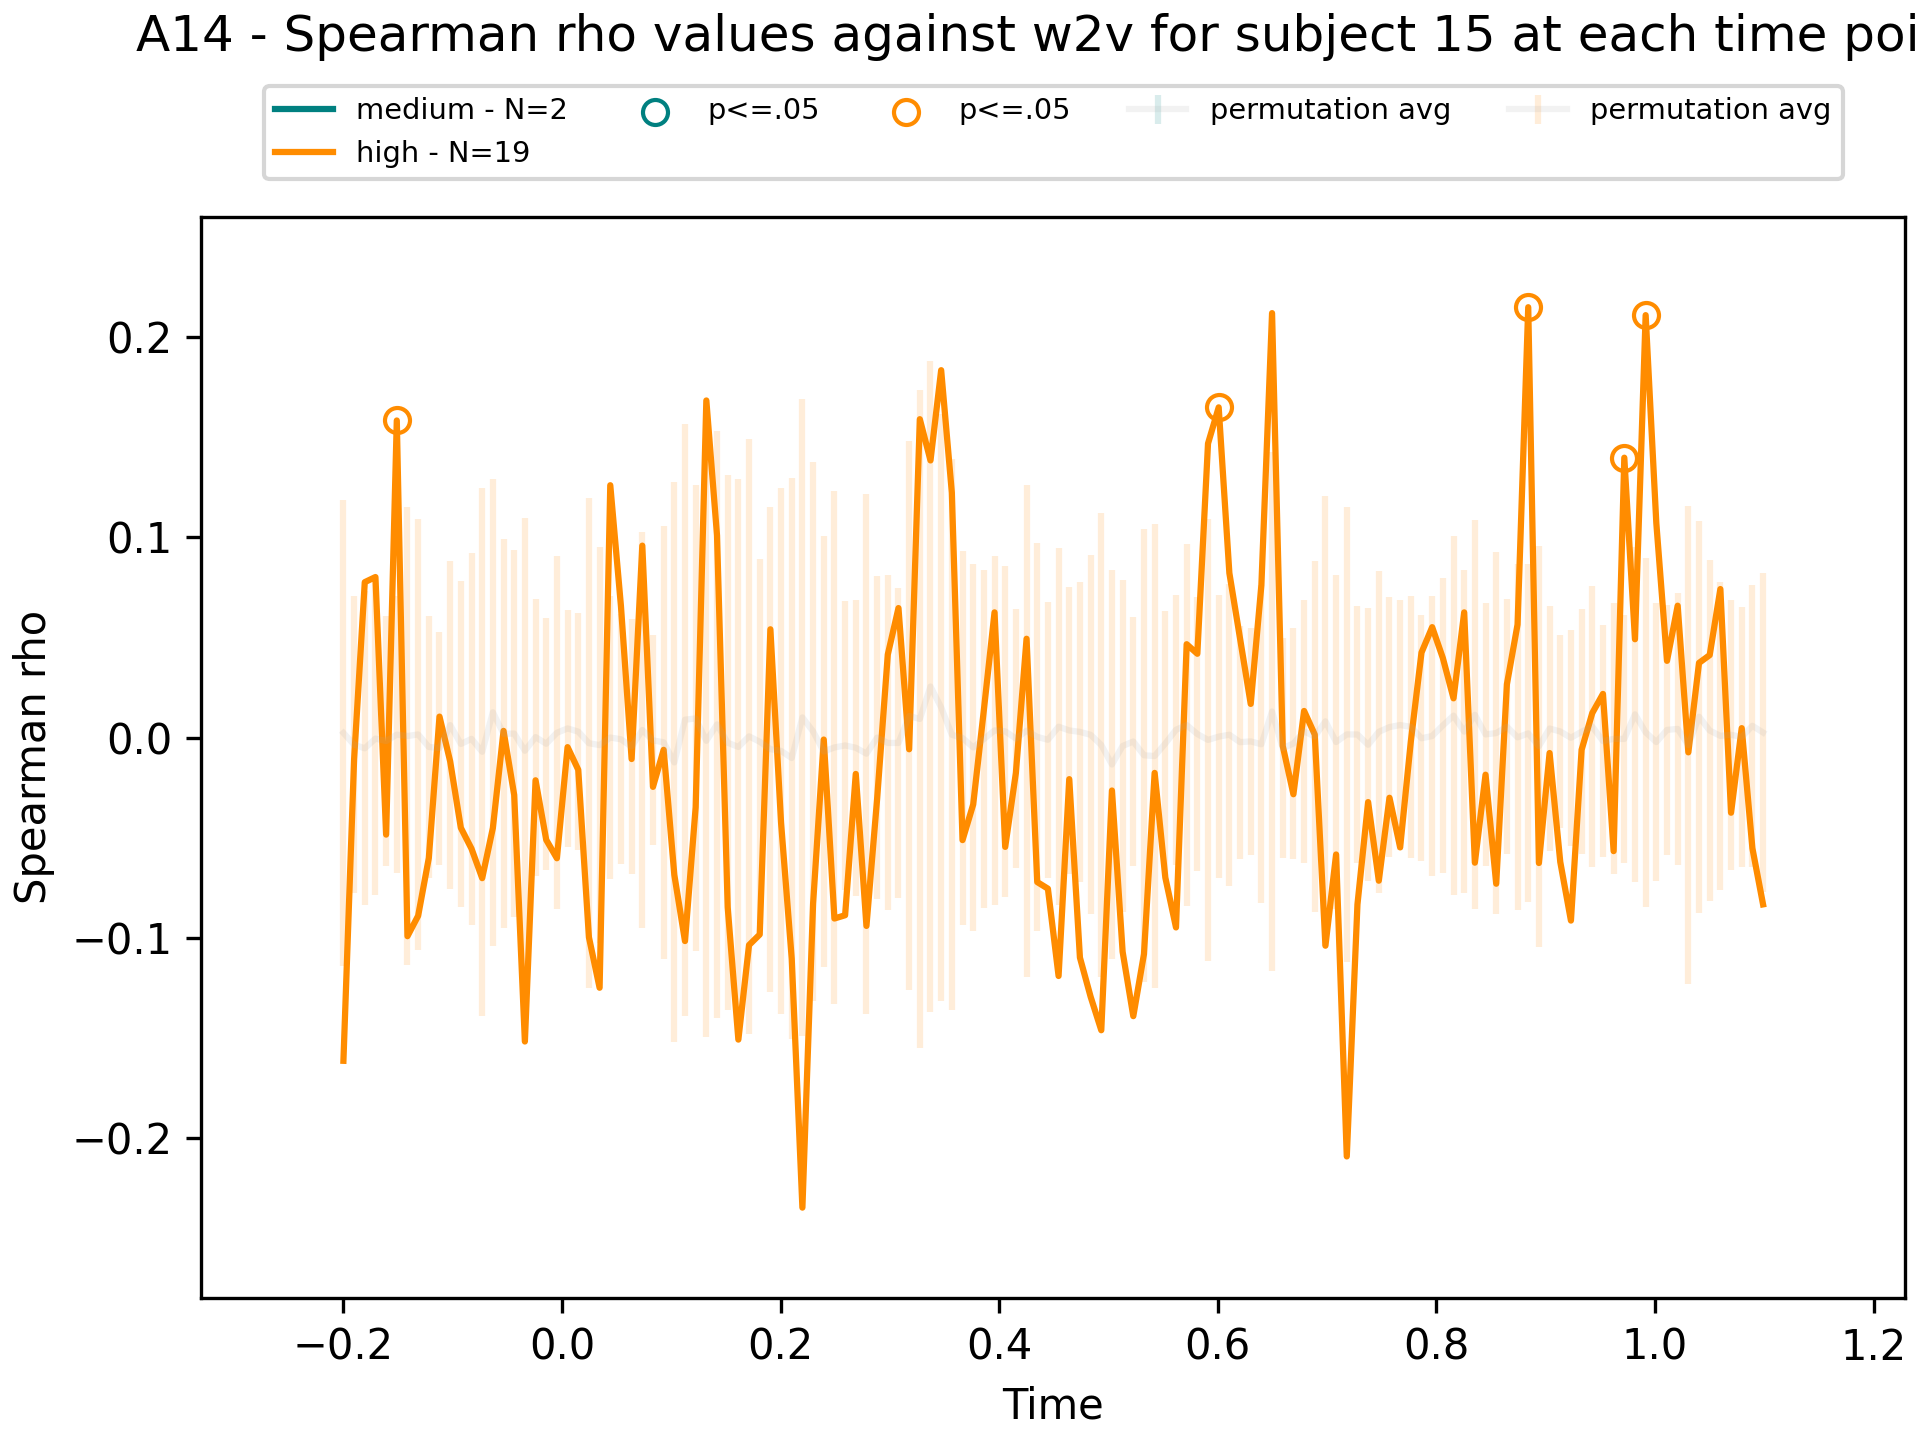 A14 - Spearman rho values against w2v for subject 15 at each time poi
medium - N=2
high - N=19
p<=.05
p<=.05
permutation avg
permutation avg
Spearman rho
0.2
0.1
0.0
−0.1
−0.2
−0.2 0.0 0.2 0.4 0.6 0.8 1.0 1.2
Time